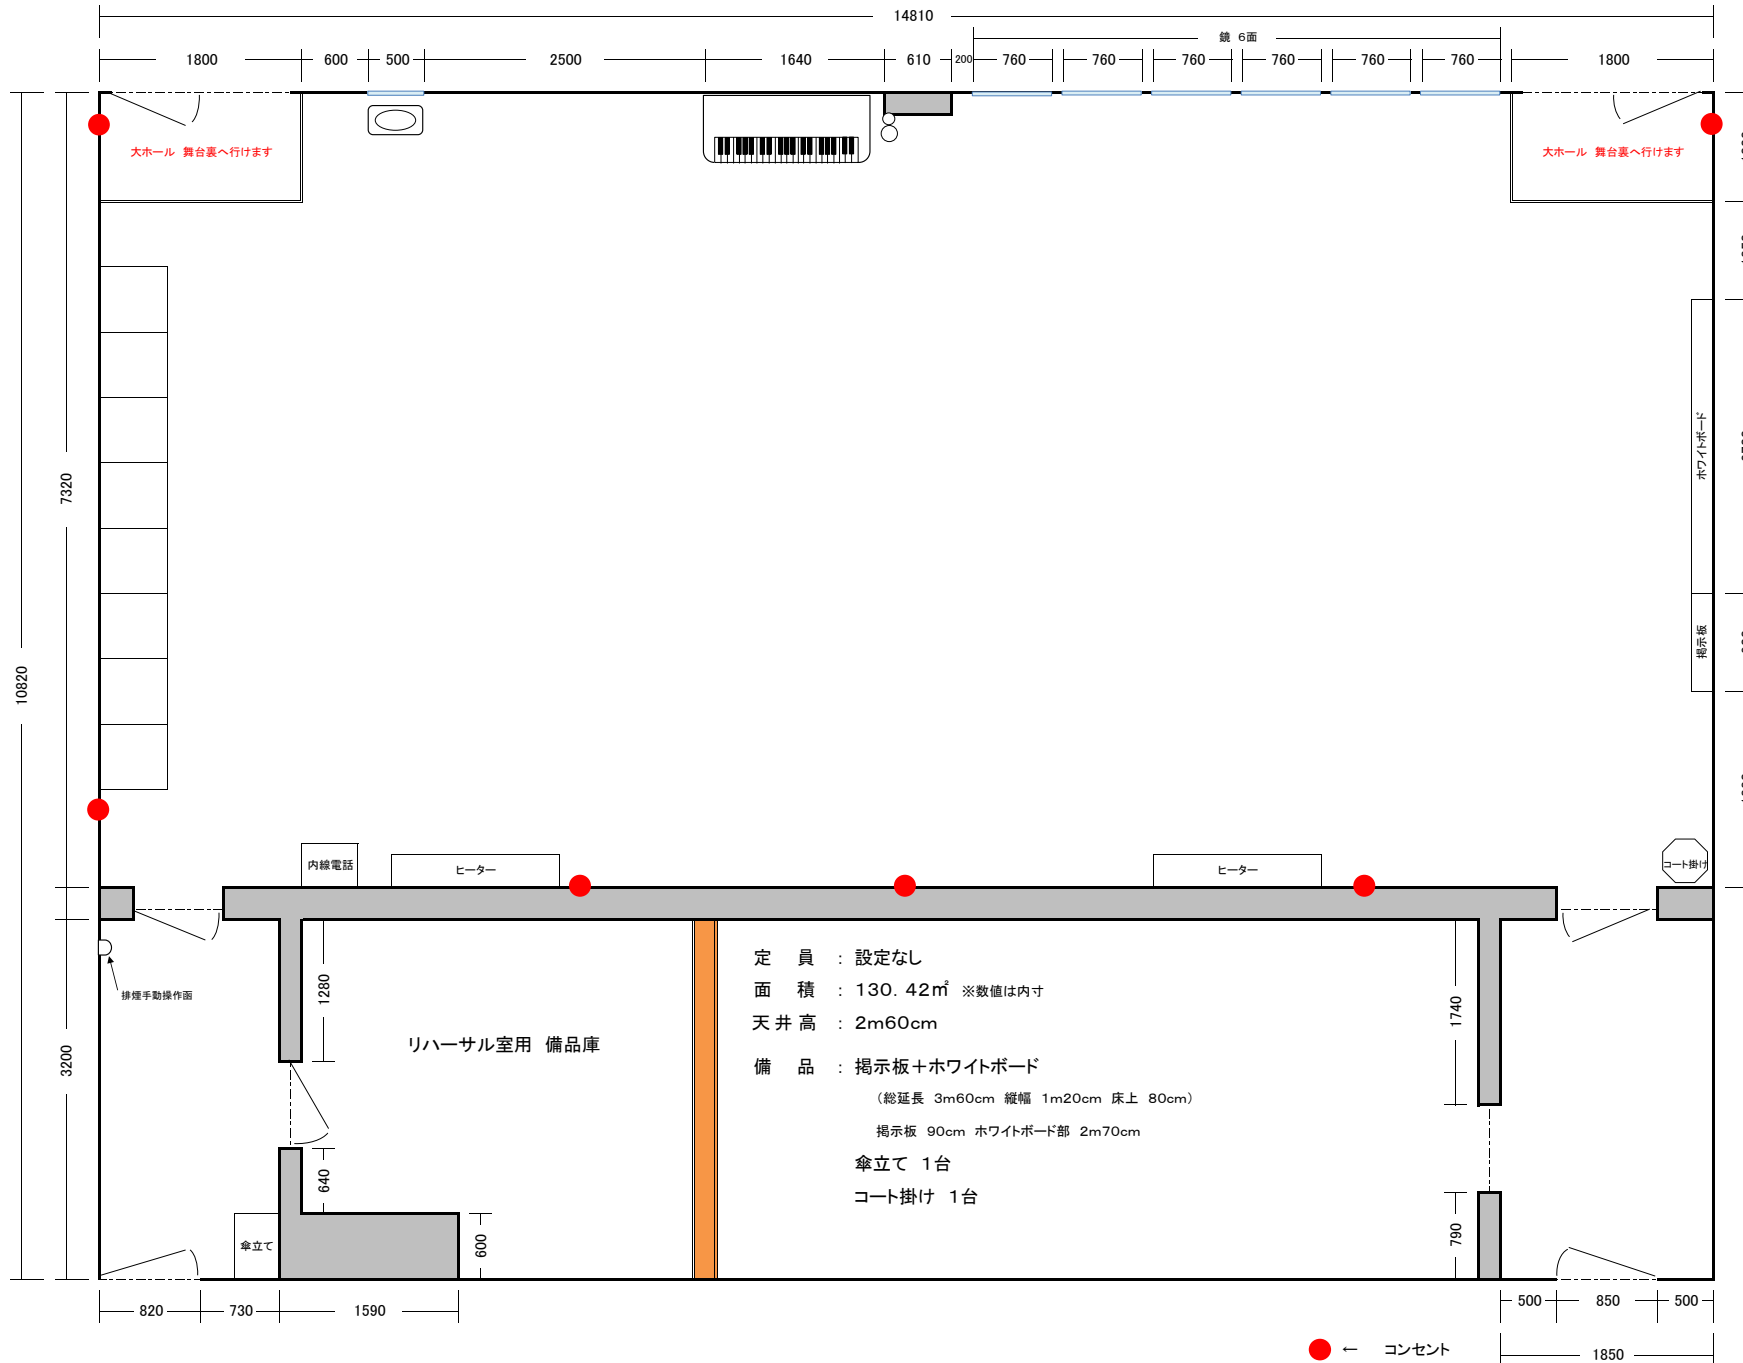 14810
鏡 6面
1800 600 500 2500 1640 610 200 760 760 760 760 760 760 1800
大ホール 舞台裏へ行けます
大ホール 舞台裏へ行けます
7320
10820
3200
ホワイトボード
掲示板
内線電話
ヒーター
ヒーター
コート掛け
排煙手動操作函
1280
リハーサル室用 備品庫
640
600
傘立て
定 員 : 設定なし
面 積 : 130.42㎡ ※数値は内寸
天井高 : 2m60cm
備 品 : 掲示板+ホワイトボード
(総延長 3m60cm 縦幅 1m20cm 床上 80cm)
掲示板 90cm ホワイトボード部 2m70cm
傘立て 1台
コート掛け 1台
1740
790
820 730 1590
500 850 500
1850
← コンセント